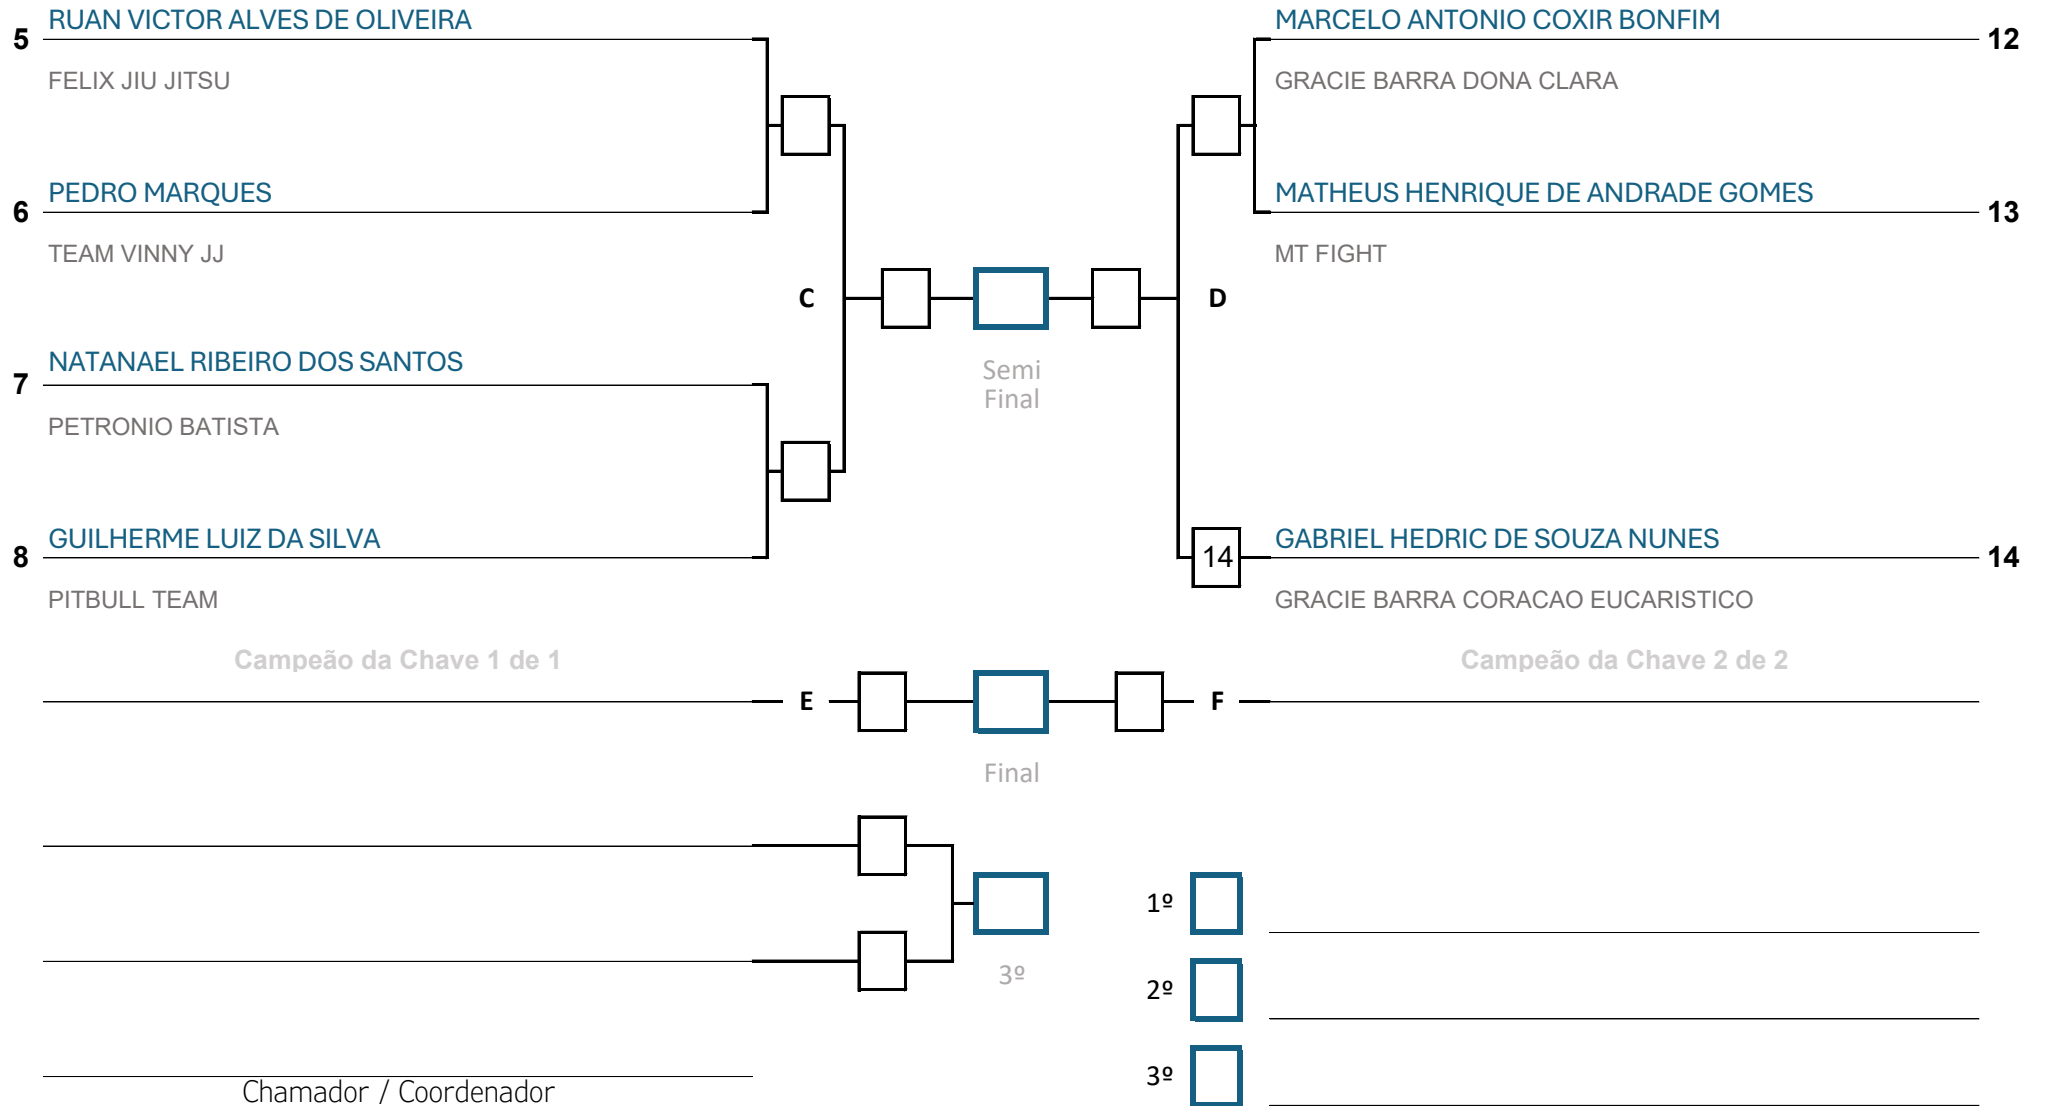 RUAN VICTOR ALVES DE OLIVEIRA
5
FELIX JIU JITSU
PEDRO MARQUES
6
TEAM VINNY JJ
C
NATANAEL RIBEIRO DOS SANTOS
7
PETRONIO BATISTA
GUILHERME LUIZ DA SILVA
8
PITBULL TEAM
Semi
Final
MARCELO ANTONIO COXIR BONFIM
12
GRACIE BARRA DONA CLARA
MATHEUS HENRIQUE DE ANDRADE GOMES
13
MT FIGHT
D
14
GABRIEL HEDRIC DE SOUZA NUNES
14
GRACIE BARRA CORACAO EUCARISTICO
Campeão da Chave 1 de 1
Campeão da Chave 2 de 2
E
F
Final
3º
1º
2º
3º
Chamador / Coordenador